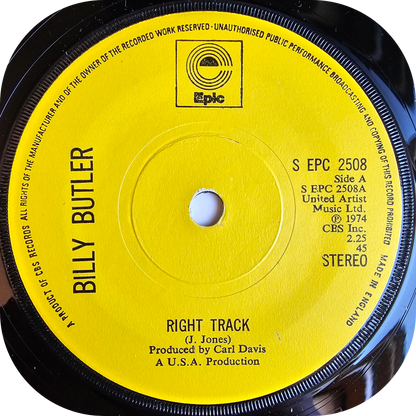 A PRODUCT OF CBS RECORDS ALL RIGHTS OF THE MANUFACTURER AND OF THE OWNER OF THE RECORDED WORK RESERVED · UNAUTHORISED PUBLIC PERFORMANCE BROADCASTING AND COPYING OF THIS RECORD PROHIBITED MADE IN ENGLAND
Epic
BILLY BUTLER
S EPC 2508
Side A
S EPC 2508A
United Artist
Music Ltd.
℗ 1974
CBS Inc.
2.25
45
STEREO
RIGHT TRACK
(J. Jones)
Produced by Carl Davis
A U.S.A. Production